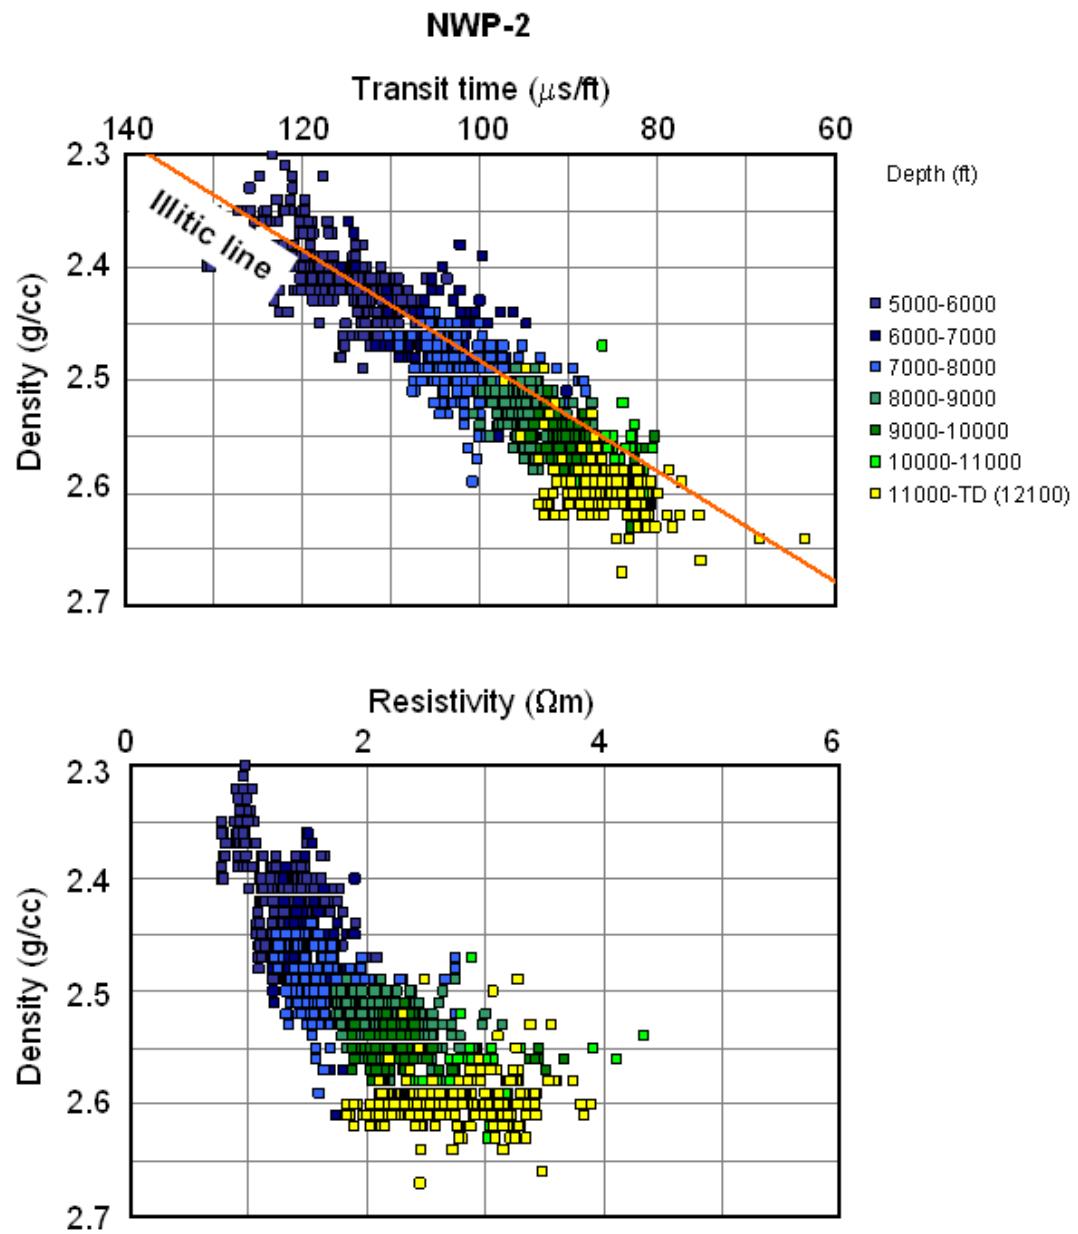 NWP-2
Transit time (μs/ft)
140 120 100 80 60
2.3
2.4
2.5
2.6
2.7
Density (g/cc)
Illitic line
Depth (ft)
5000-6000
6000-7000
7000-8000
8000-9000
9000-10000
10000-11000
11000-TD (12100)
Resistivity (Ωm)
0 2 4 6
2.3
2.4
2.5
2.6
2.7
Density (g/cc)